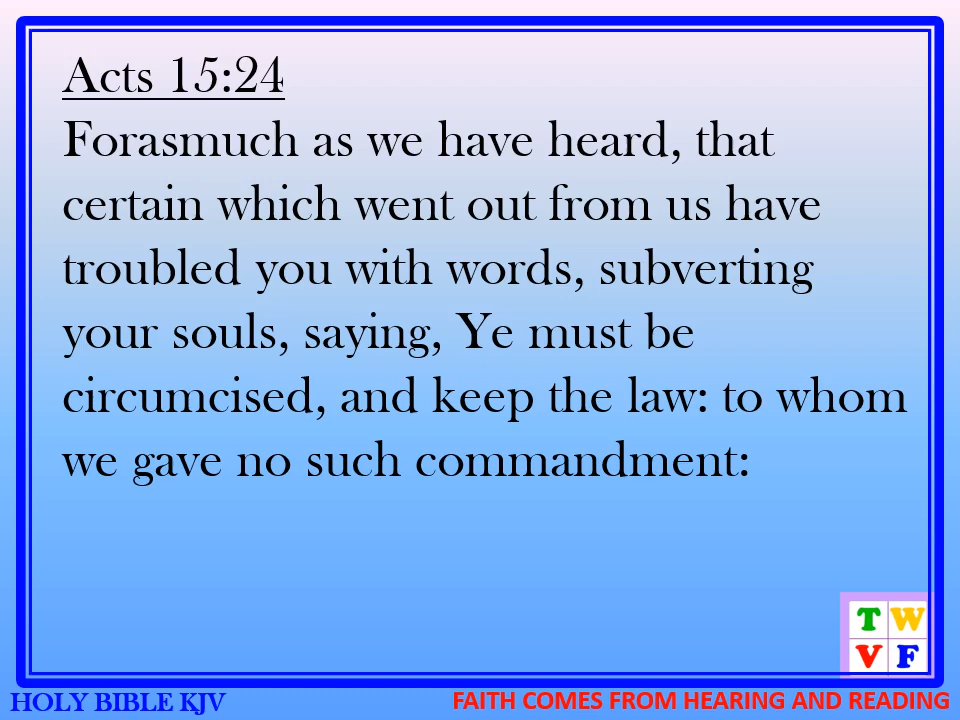 Acts 15:24
Forasmuch as we have heard, that
certain which went out from us have
troubled you with words, subverting
your souls, saying, Ye must be
circumcised, and keep the law: to whom
we gave no such commandment:
T W
V F
HOLY BIBLE KJV
FAITH COMES FROM HEARING AND READING